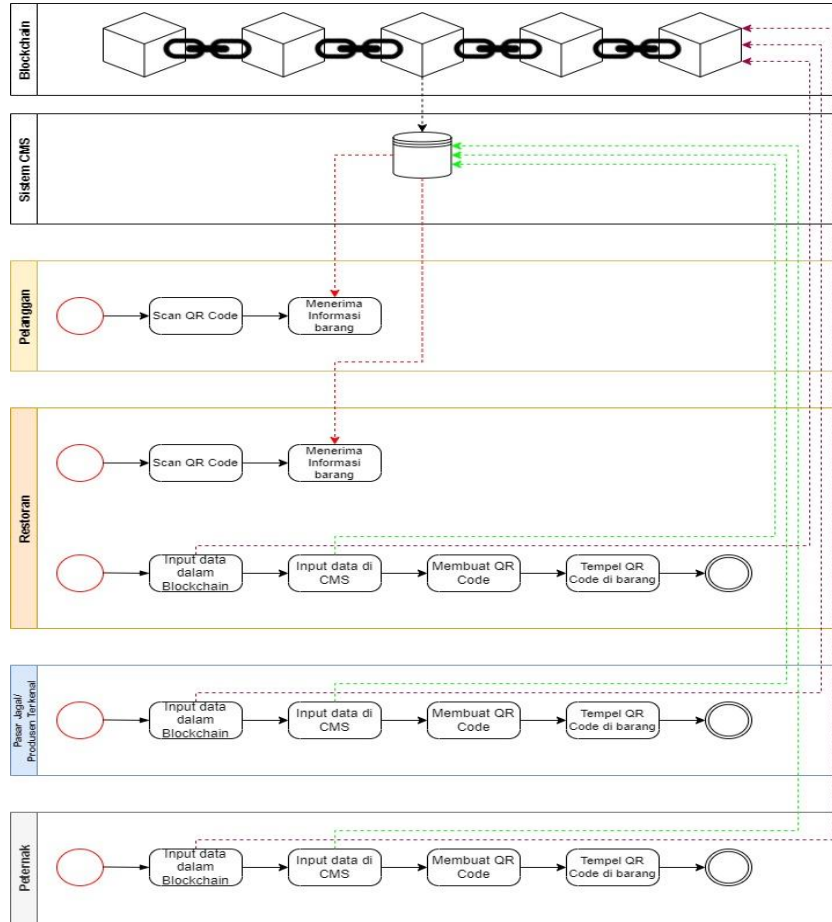 Blockchain
Sistem CMS
Pelanggan
Scan QR Code
Menerima
Informasi
barang
Restoran
Scan QR Code
Menerima
Informasi
barang
Input data
dalam
Blockchain
Input data di
CMS
Membuat QR
Code
Tempel QR
Code di barang
Pasar Jagal/
Produsen Terkenal
Input data
dalam
Blockchain
Input data di
CMS
Membuat QR
Code
Tempel QR
Code di barang
Peternak
Input data
dalam
Blockchain
Input data di
CMS
Membuat QR
Code
Tempel QR
Code di barang